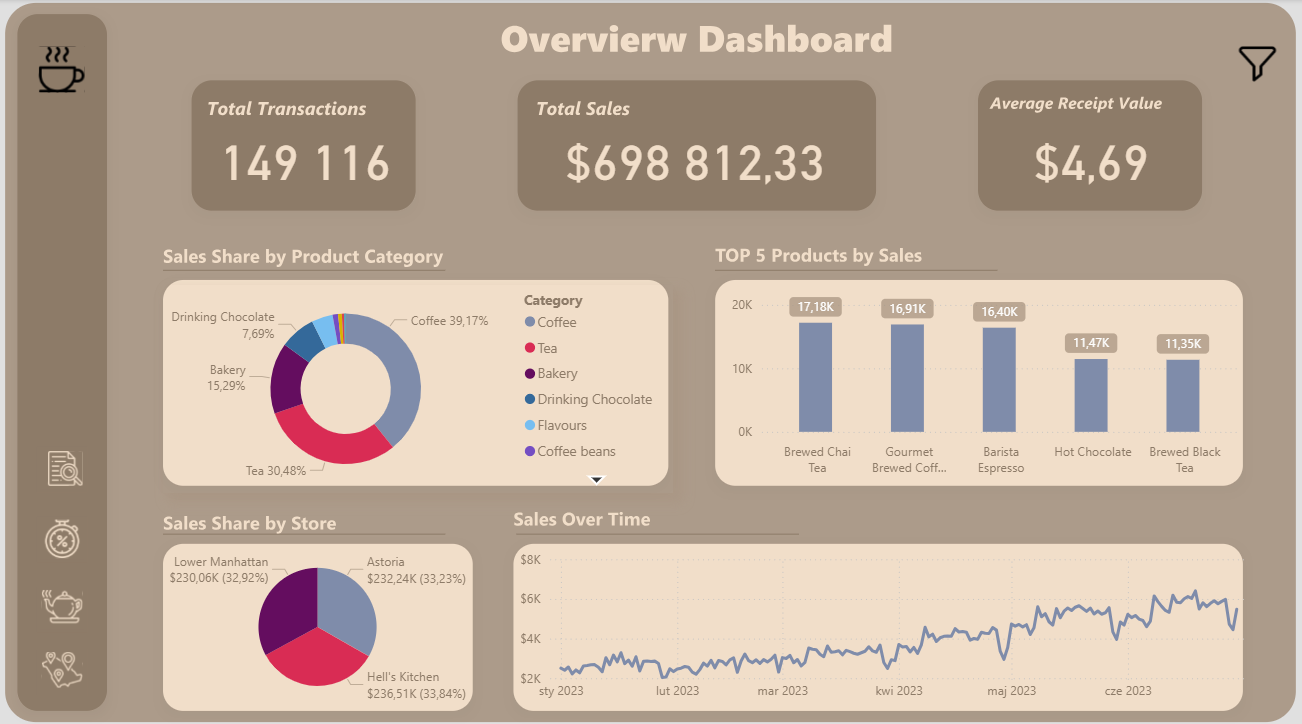 Overvierw Dashboard
Total Transactions
149 116
Total Sales
$698 812,33
Average Receipt Value
$4,69
Sales Share by Product Category
Drinking Chocolate
7,69%
Coffee 39,17%
Bakery
15,29%
Tea 30,48%
Category
Coffee
Tea
Bakery
Drinking Chocolate
Flavours
Coffee beans
TOP 5 Products by Sales
20K
10K
0K
17,18K
16,91K
16,40K
11,47K
11,35K
Brewed Chai
Tea
Gourmet
Brewed Coff...
Barista
Espresso
Hot Chocolate
Brewed Black
Tea
Sales Share by Store
Lower Manhattan
$230,06K (32,92%)
Astoria
$232,24K (33,23%)
Hell's Kitchen
$236,51K (33,84%)
Sales Over Time
$8K
$6K
$4K
$2K
sty 2023
lut 2023
mar 2023
kwi 2023
maj 2023
cze 2023